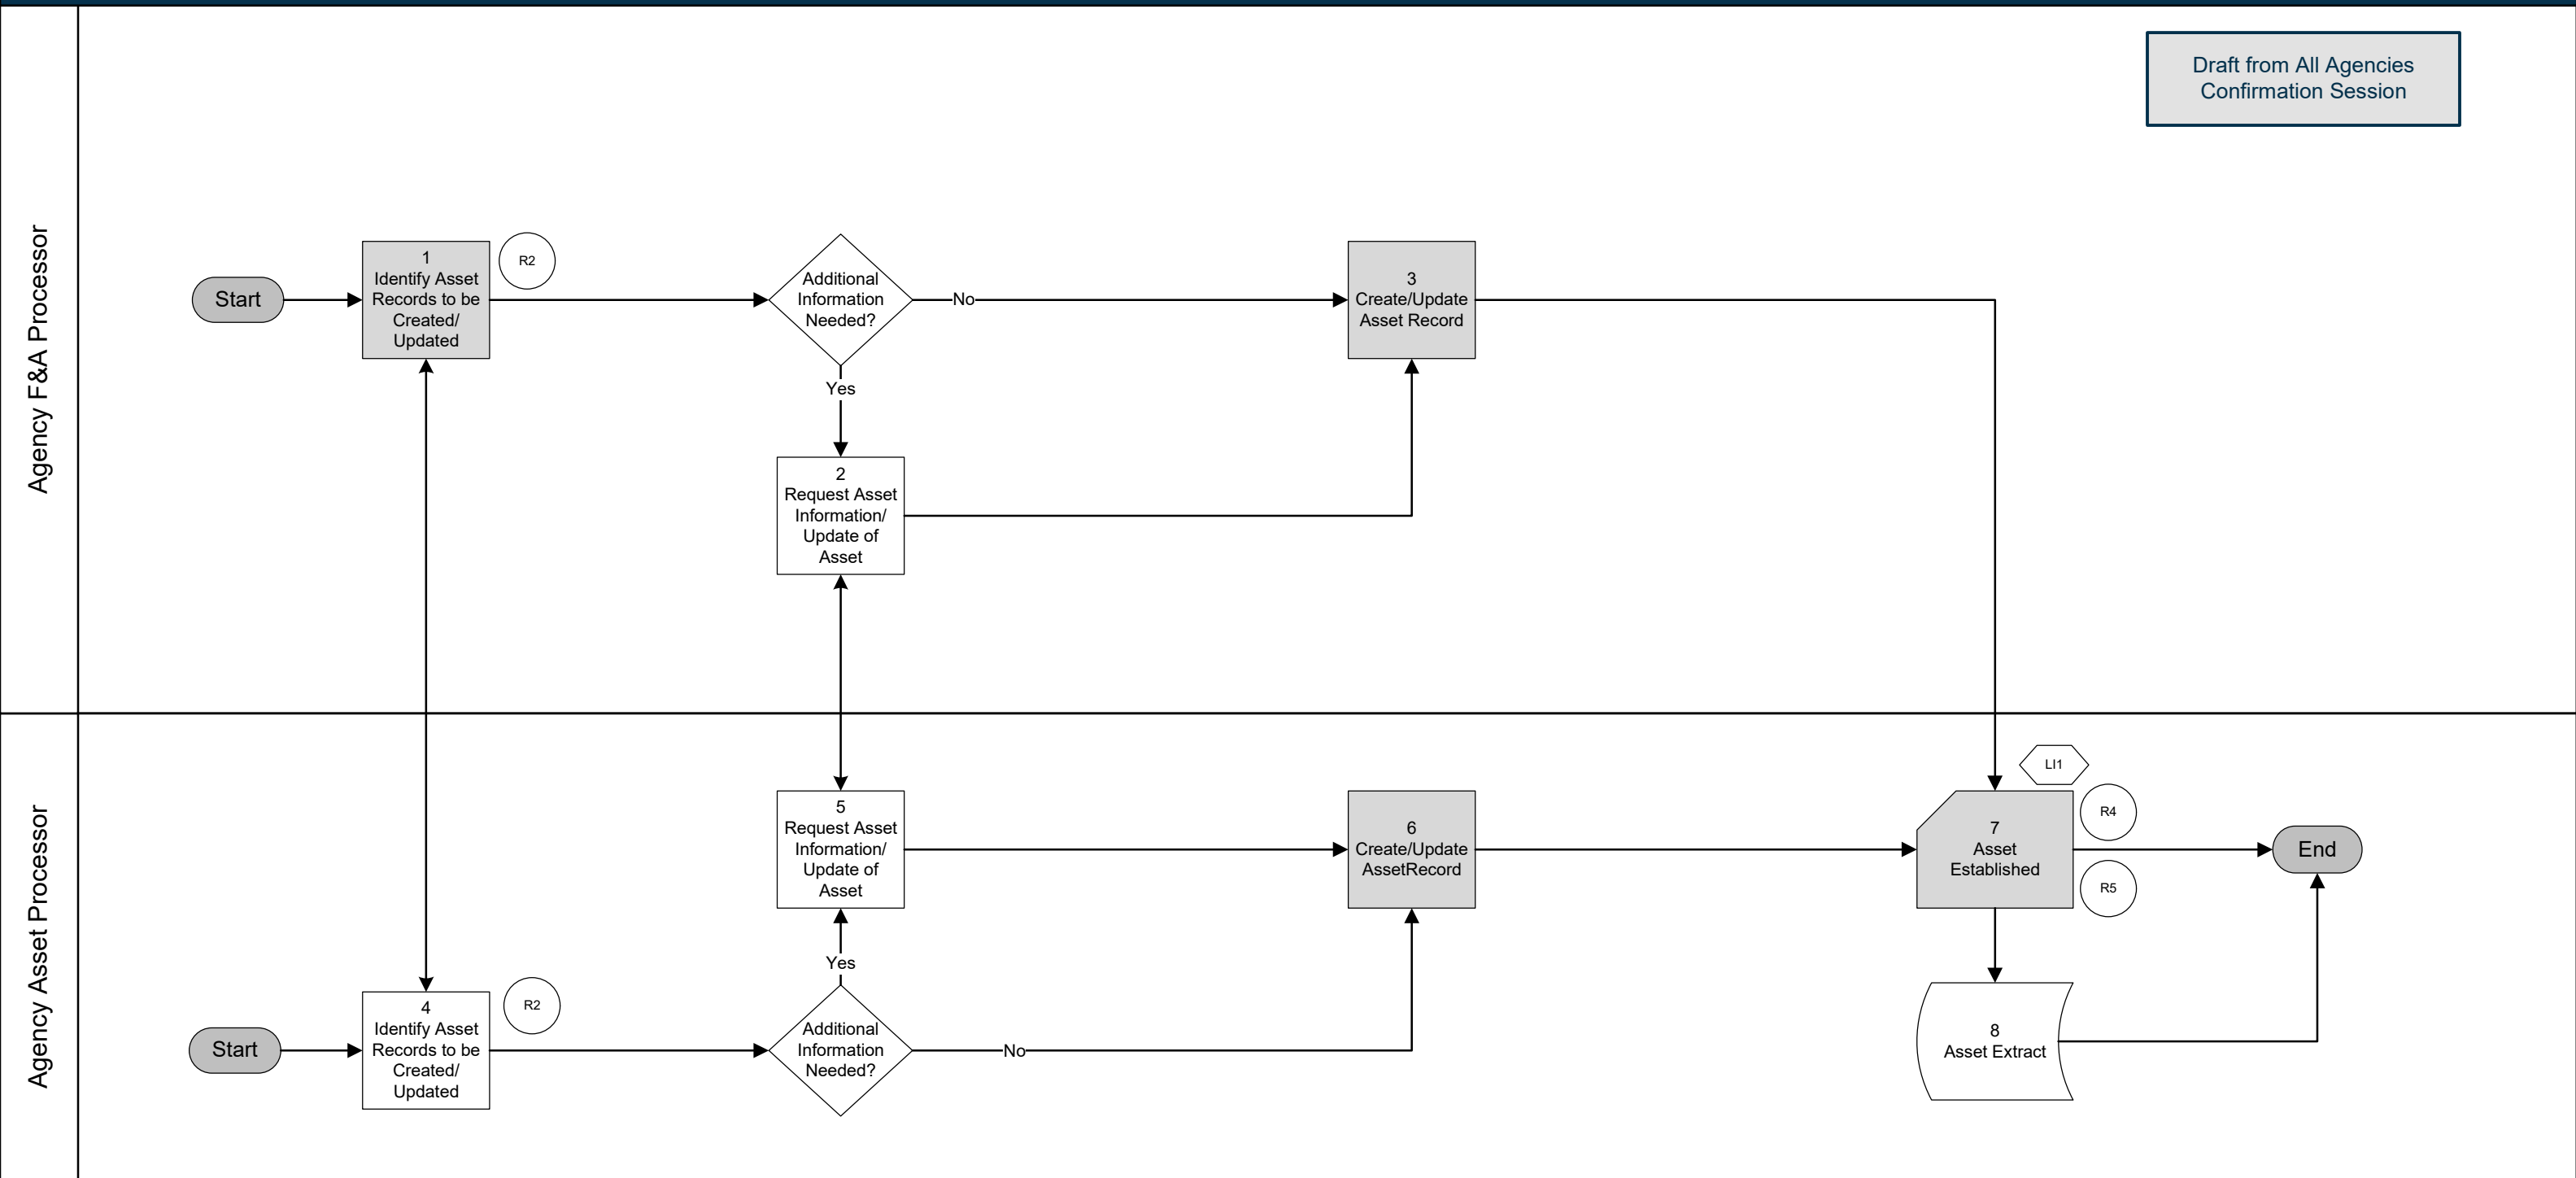 Draft from All Agencies
Confirmation Session
Agency F&A Processor
Start
1
Identify Asset
Records to be
Created/
Updated
R2
Additional
Information
Needed?
No
3
Create/Update
Asset Record
Yes
2
Request Asset
Information/
Update of
Asset
Agency Asset Processor
LI1
5
Request Asset
Information/
Update of
Asset
6
Create/Update
AssetRecord
7
Asset
Established
R4
R5
End
Yes
Start
4
Identify Asset
Records to be
Created/
Updated
R2
Additional
Information
Needed?
No
8
Asset Extract